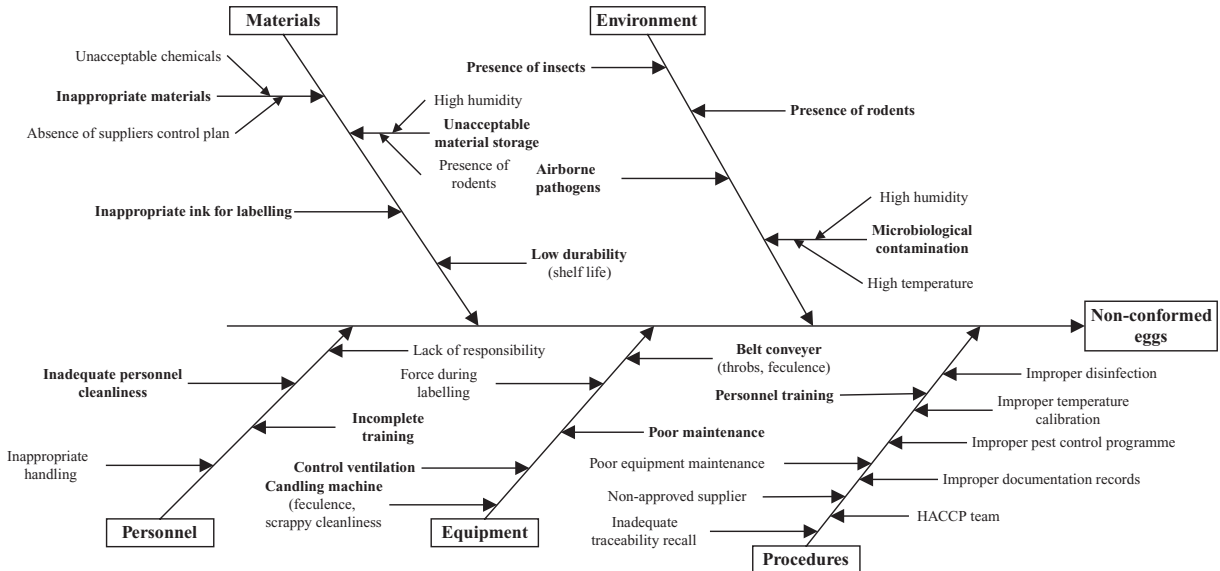 Materials
Environment
Unacceptable chemicals
Inappropriate materials
Absence of suppliers control plan
High humidity
Unacceptable
material storage
Presence of
rodents
Inappropriate ink for labelling
Low durability
(shelf life)
Presence of insects
Presence of rodents
Airborne
pathogens
High humidity
Microbiological
contamination
High temperature
Non-conformed
eggs
Lack of responsibility
Inadequate personnel
cleanliness
Incomplete
training
Inappropriate
handling
Personnel
Belt conveyer
(throbs, feculence)
Force during
labelling
Poor maintenance
Control ventilation
Candling machine
(feculence,
scrappy cleanliness
Equipment
Improper disinfection
Personnel training
Improper temperature
calibration
Improper pest control programme
Poor equipment maintenance
Improper documentation records
Non-approved supplier
HACCP team
Inadequate
traceability recall
Procedures